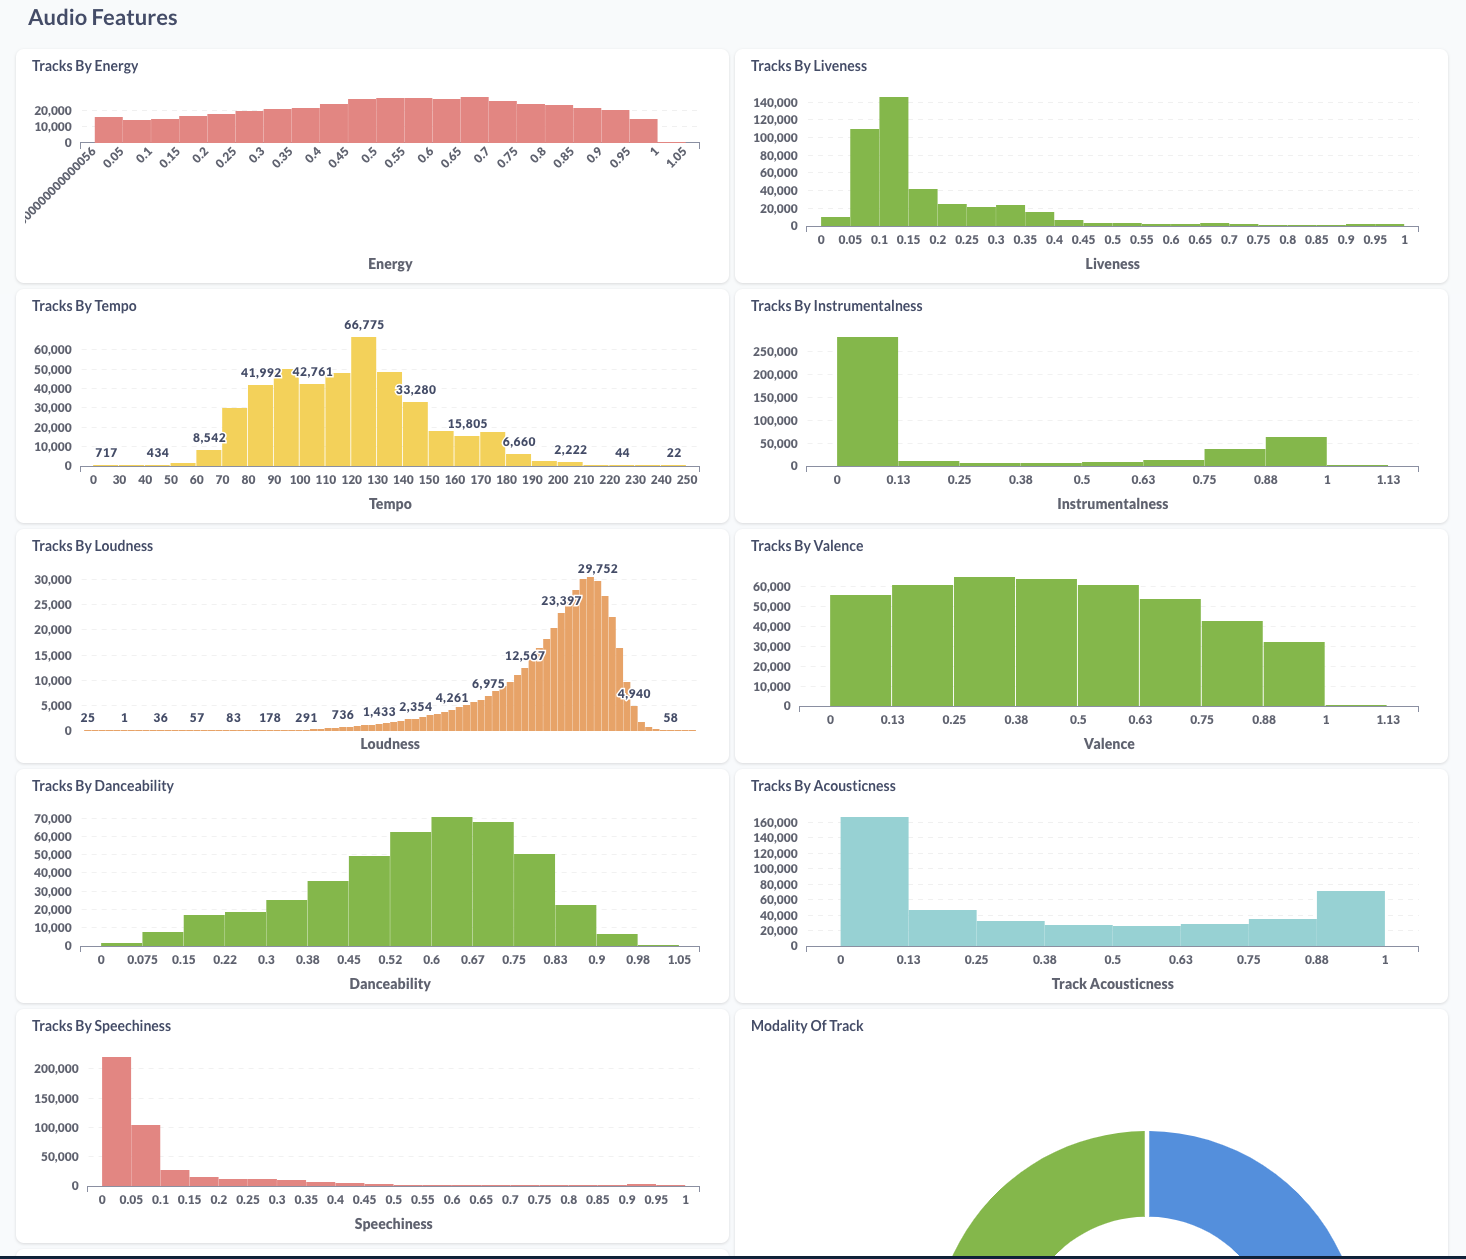 Audio Features
Tracks By Energy
20,000
10,000
0
0.05 0.1 0.15 0.2 0.25 0.3 0.35 0.4 0.45 0.5 0.55 0.6 0.65 0.7 0.75 0.8 0.85 0.9 0.95 1 1.05
Energy
Tracks By Liveness
140,000
120,000
100,000
80,000
60,000
40,000
20,000
0
0 0.05 0.1 0.15 0.2 0.25 0.3 0.35 0.4 0.45 0.5 0.55 0.6 0.65 0.7 0.75 0.8 0.85 0.9 0.95 1
Liveness
Tracks By Tempo
66,775
60,000
50,000
41,992 42,761
40,000
33,280
30,000
20,000
15,805
10,000
8,542 6,660
717 434 2,222 44 22
0
0 30 40 50 60 70 80 90 100 110 120 130 140 150 160 170 180 190 200 210 220 230 240 250
Tempo
Tracks By Instrumentalness
250,000
200,000
150,000
100,000
50,000
0
0 0.13 0.25 0.38 0.5 0.63 0.75 0.88 1 1.13
Instrumentalness
Tracks By Loudness
29,752
30,000
25,000
23,397
20,000
15,000
12,567
10,000
6,975
5,000
25 1 36 57 83 178 291 736 1,433 2,354 4,261 4,940 58
0
Loudness
Tracks By Valence
60,000
50,000
40,000
30,000
20,000
10,000
0
0 0.13 0.25 0.38 0.5 0.63 0.75 0.88 1 1.13
Valence
Tracks By Danceability
70,000
60,000
50,000
40,000
30,000
20,000
10,000
0
0 0.075 0.15 0.22 0.3 0.38 0.45 0.52 0.6 0.67 0.75 0.83 0.9 0.98 1.05
Danceability
Tracks By Acousticness
160,000
140,000
120,000
100,000
80,000
60,000
40,000
20,000
0
0 0.13 0.25 0.38 0.5 0.63 0.75 0.88 1
Track Acousticness
Tracks By Speechiness
200,000
150,000
100,000
50,000
0
0 0.05 0.1 0.15 0.2 0.25 0.3 0.35 0.4 0.45 0.5 0.55 0.6 0.65 0.7 0.75 0.8 0.85 0.9 0.95 1
Speechiness
Modality Of Track